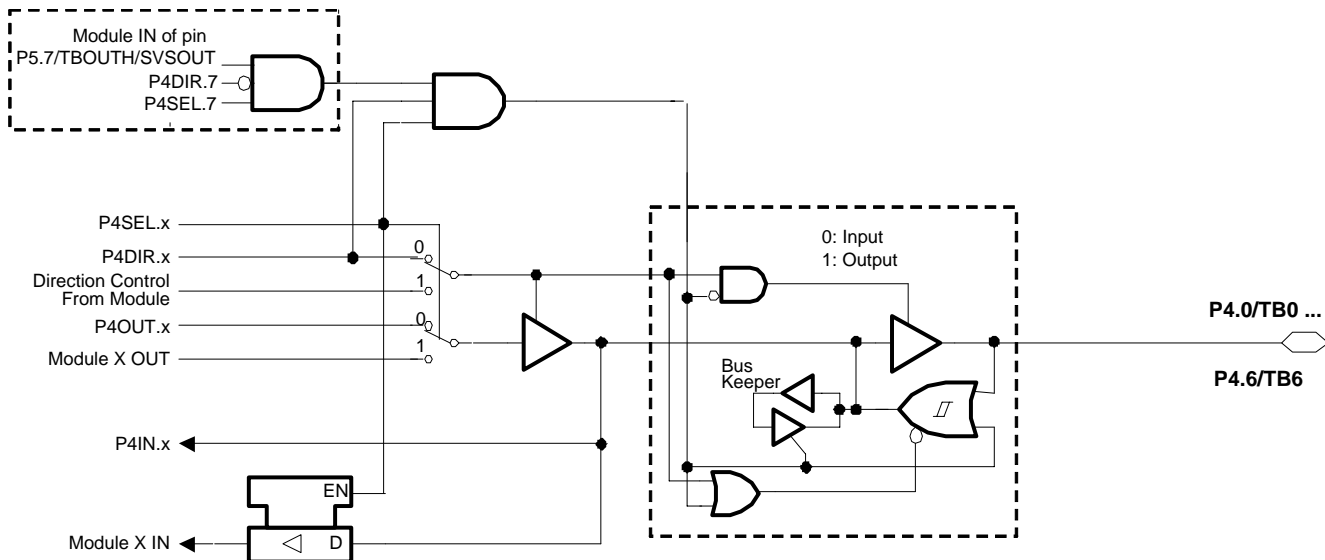 Module IN of pin
P5.7/TBOUTH/SVSOUT
P4DIR.7
P4SEL.7
P4SEL.x
P4DIR.x
0
Direction Control
From Module
1
P4OUT.x
0
Module X OUT
1
0: Input
1: Output
P4.0/TB0 ...
P4.6/TB6
Bus
Keeper
P4IN.x
EN
Module X IN
D